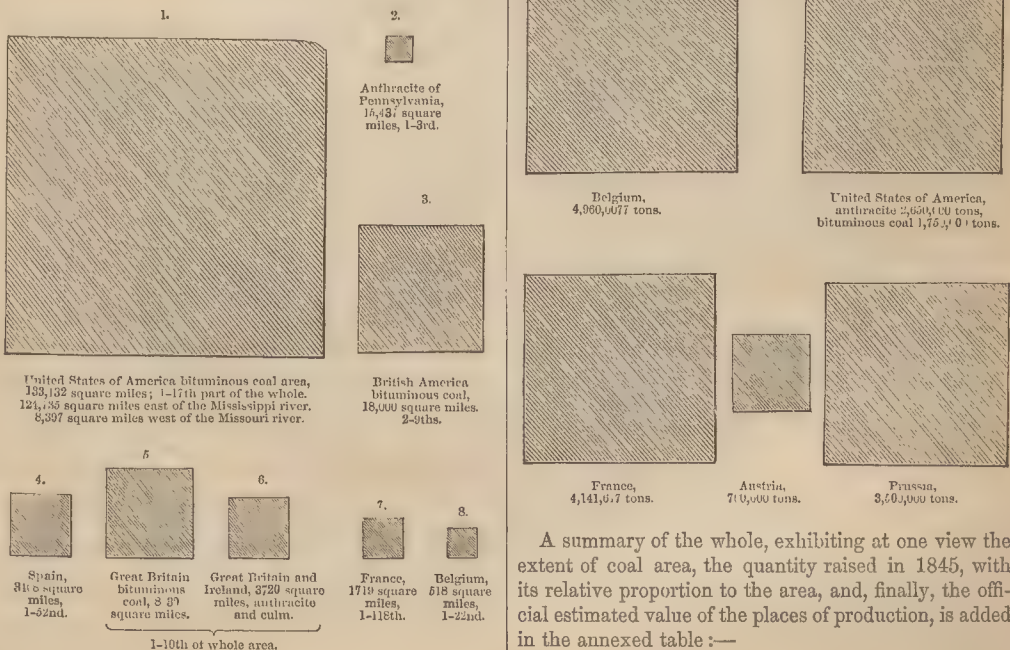 1.
2.
Anthracite of
Pennsylvania,
15,437 square
miles, 1-3rd.
3.
United States of America bituminous coal area,
133,132 square miles; 1-17th part of the whole.
124,735 square miles east of the Mississippi river.
8,397 square miles west of the Missouri river.
British America
bituminous coal,
18,000 square miles.
2-9ths.
4.
5
6.
7.
8.
Spain,
square
miles,
1-52nd.
Great Britain
bituminous
coal,
square miles.
Great Britain and
Ireland, 3720 square
miles, anthracite
and culm.
France,
1719 square
miles,
1-118th.
Belgium,
518 square
miles,
1-22nd.
1-10th of whole area.
Belgium,
tons.
United States of America,
anthracite tons,
bituminous coal tons.
France,
tons.
Austria,
tons.
Prussia,
tons.
A summary of the whole, exhibiting at one view the
extent of coal area, the quantity raised in 1845, with
its relative proportion to the area, and, finally, the offi-
cial estimated value of the places of production, is added
in the annexed table :—